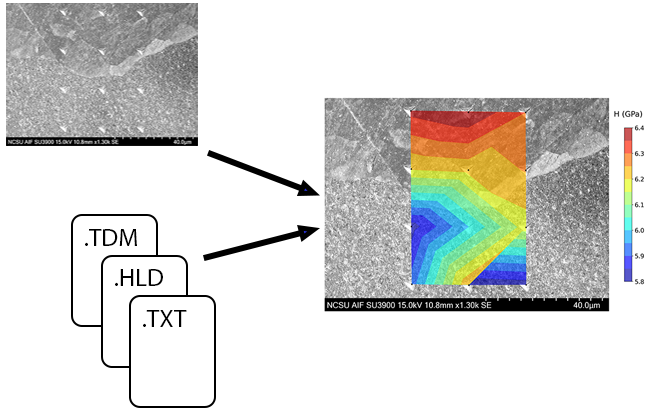 NCSU AIF SU3900 15.0kV 10.8mm x1.30k SE 40.0µm
.TDM
.HLD
.TXT
H (GPa)
6.4
6.3
6.2
6.1
6.0
5.9
5.8
NCSU AIF SU3900 15.0kV 10.8mm x1.30k SE 40.0µm